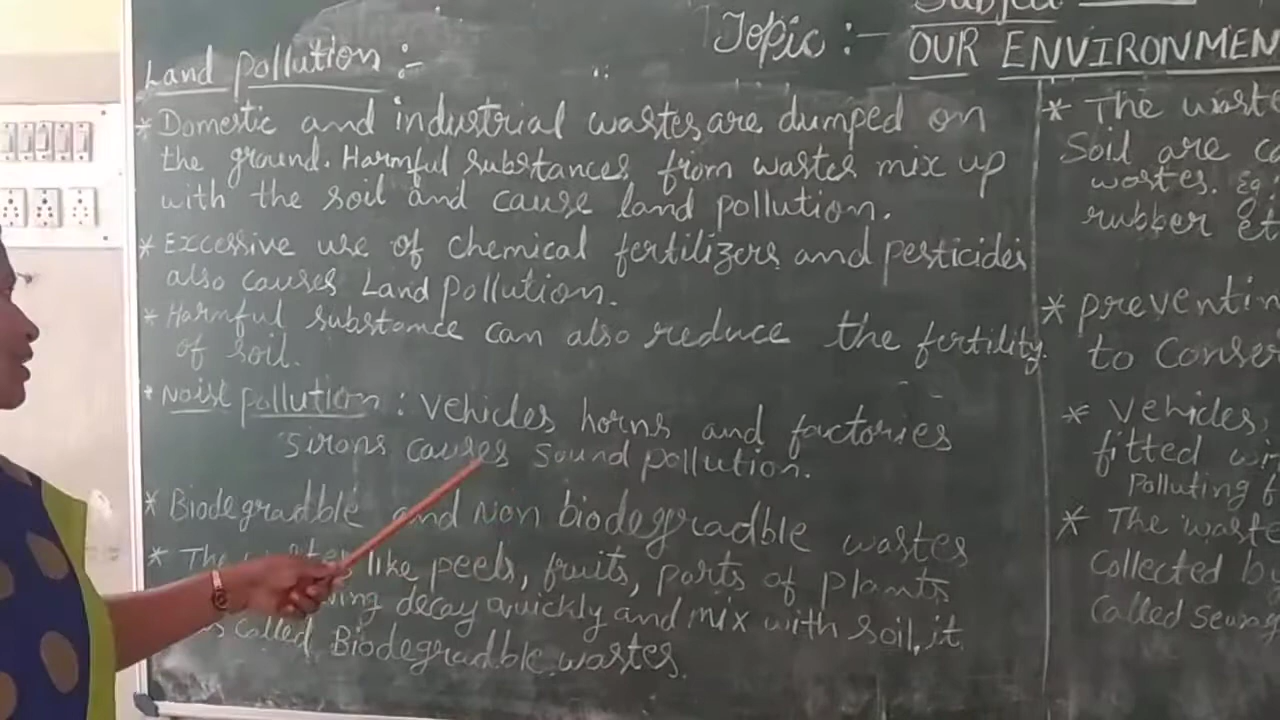 Subject
Topic :- OUR ENVIRONMEN
Land pollution :-
* Domestic and industrial wastes are dumped on
the ground. Harmful substances from wastes mix up
with the soil and cause land pollution.
* Excessive use of chemical fertilizers and pesticides
also causes Land pollution.
* Harmful substance can also reduce the fertility
of soil.
* Noise pollution : Vehicles horns and factories
sirons causes sound pollution.
* Biodegradble and Non biodegradble wastes
* The like peels, fruits, parts of plants
decay quickly and mix with soil, it
is called Biodegradble wastes.
* The waste
Soil are
wastes. Eg
rubber et
* preventin
to Conser
* Vehicles,
fitted wi
Polluting f
* The waste
Collected by
called sewag